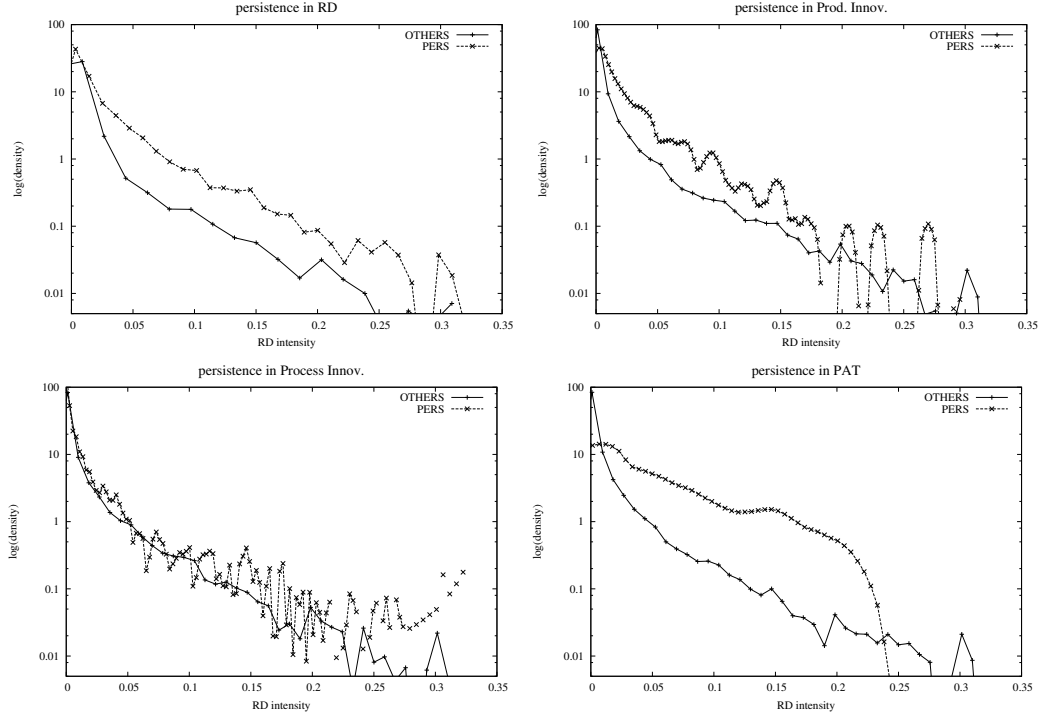 persistence in RD
OTHERS
PERS
log(density)
100
10
1
0.1
0.01
0
0.05
0.1
0.15
0.2
0.25
0.3
0.35
RD intensity
persistence in Prod. Innov.
OTHERS
PERS
log(density)
100
10
1
0.1
0.01
0
0.05
0.1
0.15
0.2
0.25
0.3
0.35
RD intensity
persistence in Process Innov.
OTHERS
PERS
log(density)
100
10
1
0.1
0.01
0
0.05
0.1
0.15
0.2
0.25
0.3
0.35
RD intensity
persistence in PAT
OTHERS
PERS
log(density)
100
10
1
0.1
0.01
0
0.05
0.1
0.15
0.2
0.25
0.3
0.35
RD intensity